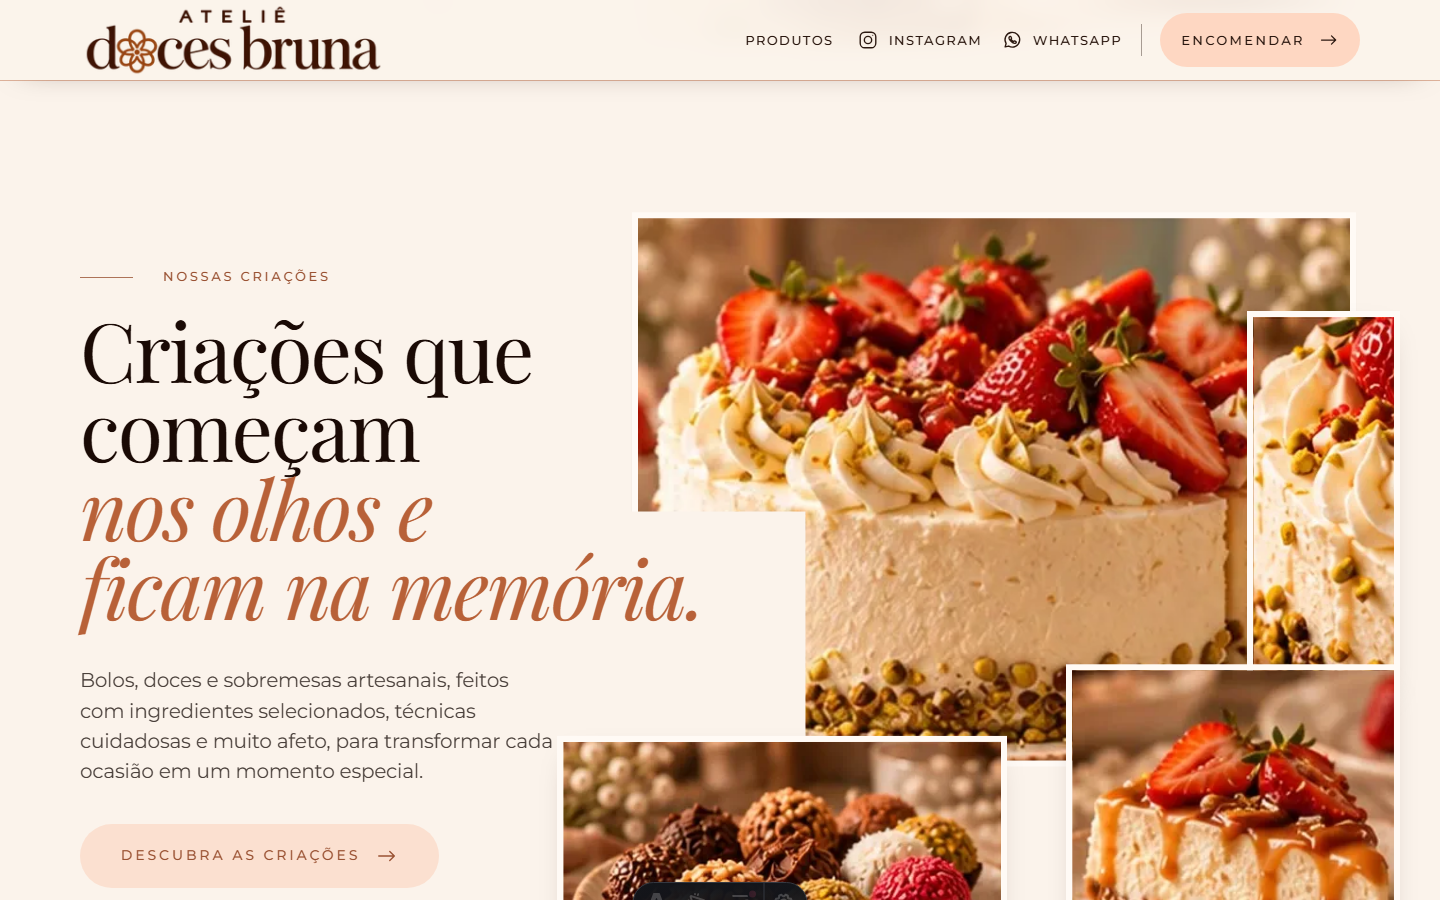 ATELIÊ
doces bruna
PRODUTOS
INSTAGRAM
WHATSAPP
ENCOMENDAR
NOSSAS CRIAÇÕES
Criações que
começam
nos olhos e
ficam na memória.
Bolos, doces e sobremesas artesanais, feitos
com ingredientes selecionados, técnicas
cuidadosas e muito afeto, para transformar cada
ocasião em um momento especial.
DESCUBRA AS CRIAÇÕES